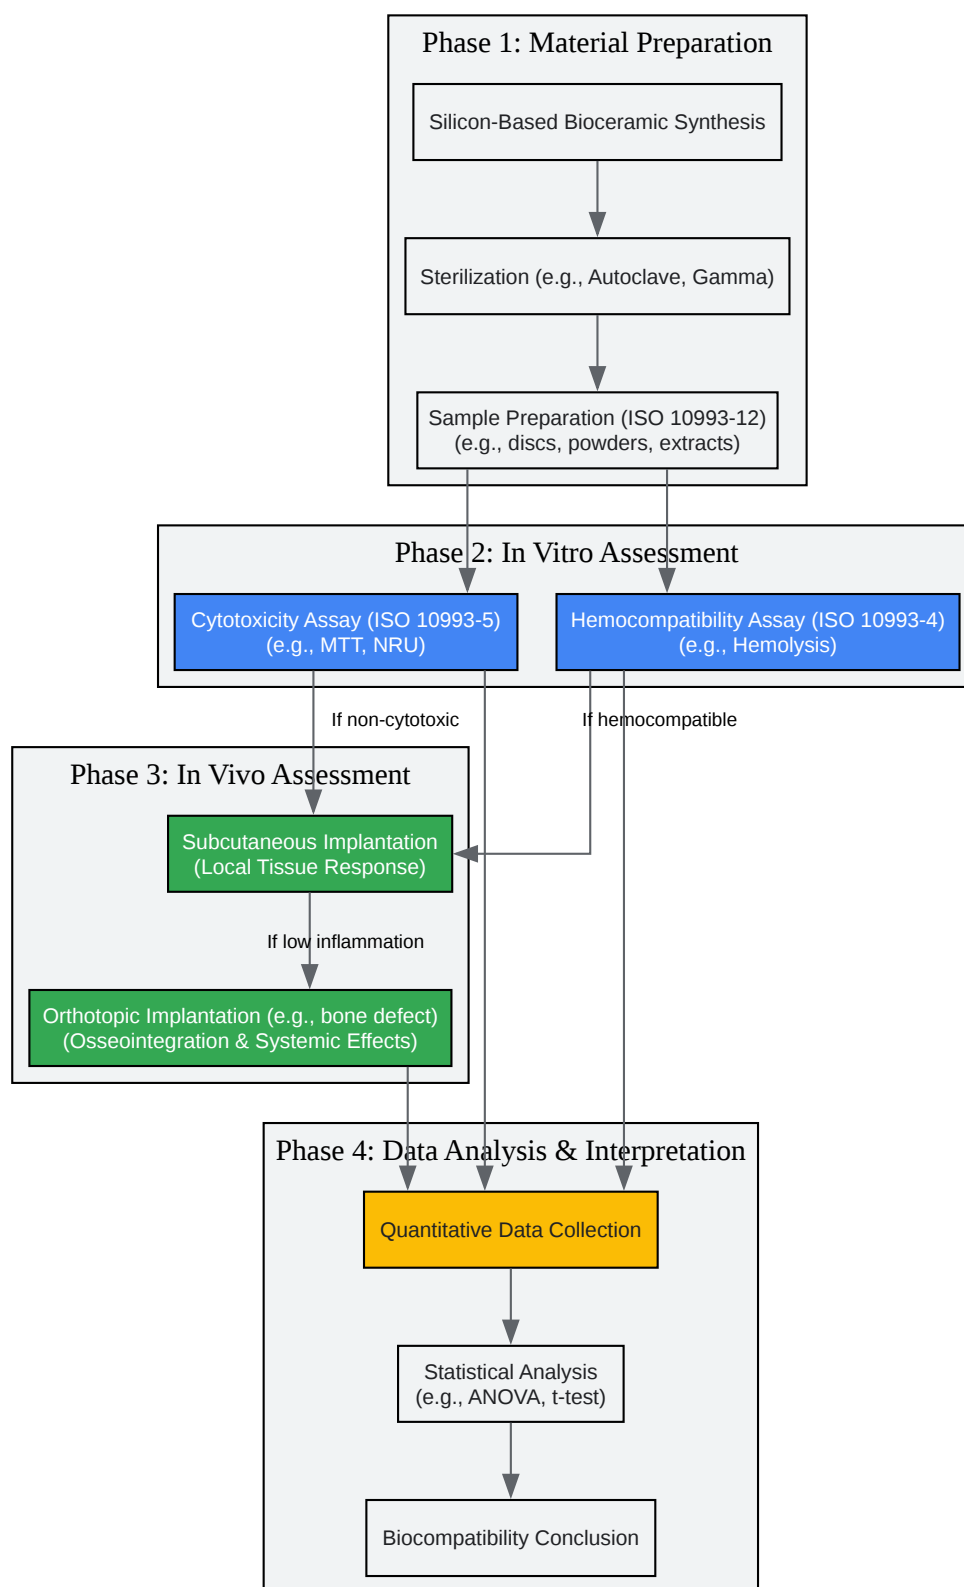 Phase 1: Material Preparation
Silicon-Based Bioceramic Synthesis
Sterilization (e.g., Autoclave, Gamma)
Sample Preparation (ISO 10993-12)
(e.g., discs, powders, extracts)
Phase 2: In Vitro Assessment
Cytotoxicity Assay (ISO 10993-5)
(e.g., MTT, NRU)
Hemocompatibility Assay (ISO 10993-4)
(e.g., Hemolysis)
If non-cytotoxic
If hemocompatible
Phase 3: In Vivo Assessment
Subcutaneous Implantation
(Local Tissue Response)
If low inflammation
Orthotopic Implantation (e.g., bone defect)
(Osseointegration & Systemic Effects)
Phase 4: Data Analysis & Interpretation
Quantitative Data Collection
Statistical Analysis
(e.g., ANOVA, t-test)
Biocompatibility Conclusion